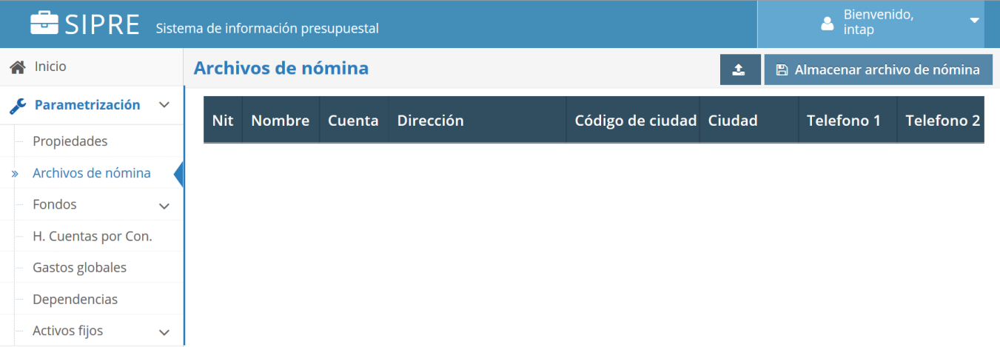 SIPRE Sistema de información presupuestal
Bienvenido,
intap
Inicio
Archivos de nómina
Almacenar archivo de nómina
Parametrización
Nit Nombre Cuenta Dirección Código de ciudad Ciudad Telefono 1 Telefono 2
Propiedades
Archivos de nómina
Fondos
H. Cuentas por Con.
Gastos globales
Dependencias
Activos fijos